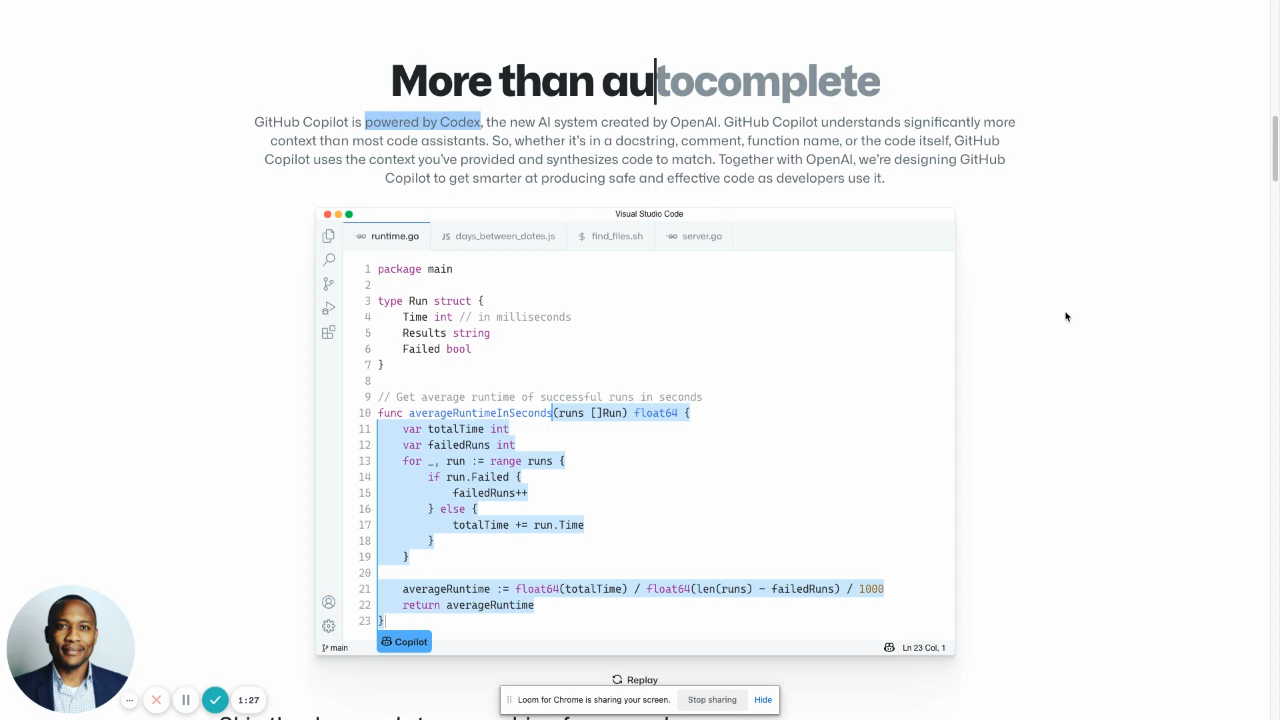 More than autocomplete
GitHub Copilot is powered by Codex, the new AI system created by OpenAI. GitHub Copilot understands significantly more
context than most code assistants. So, whether it's in a docstring, comment, function name, or the code itself, GitHub
Copilot uses the context you've provided and synthesizes code to match. Together with OpenAI, we're designing GitHub
Copilot to get smarter at producing safe and effective code as developers use it.
Visual Studio Code
runtime.go
JS days_between_dates.js
$ find_files.sh
server.go
1 package main
2
3 type Run struct {
4     Time int // in milliseconds
5     Results string
6     Failed bool
7 }
8
9 // Get average runtime of successful runs in seconds
10 func averageRuntimeInSeconds(runs []Run) float64 {
11     var totalTime int
12     var failedRuns int
13     for _, run := range runs {
14         if run.Failed {
15             failedRuns++
16         } else {
17             totalTime += run.Time
18         }
19     }
20
21     averageRuntime := float64(totalTime) / float64(len(runs) - failedRuns) / 1000
22     return averageRuntime
23 }
Copilot
main
Ln 23 Col, 1
Replay
1:27
Loom for Chrome is sharing your screen.
Stop sharing
Hide